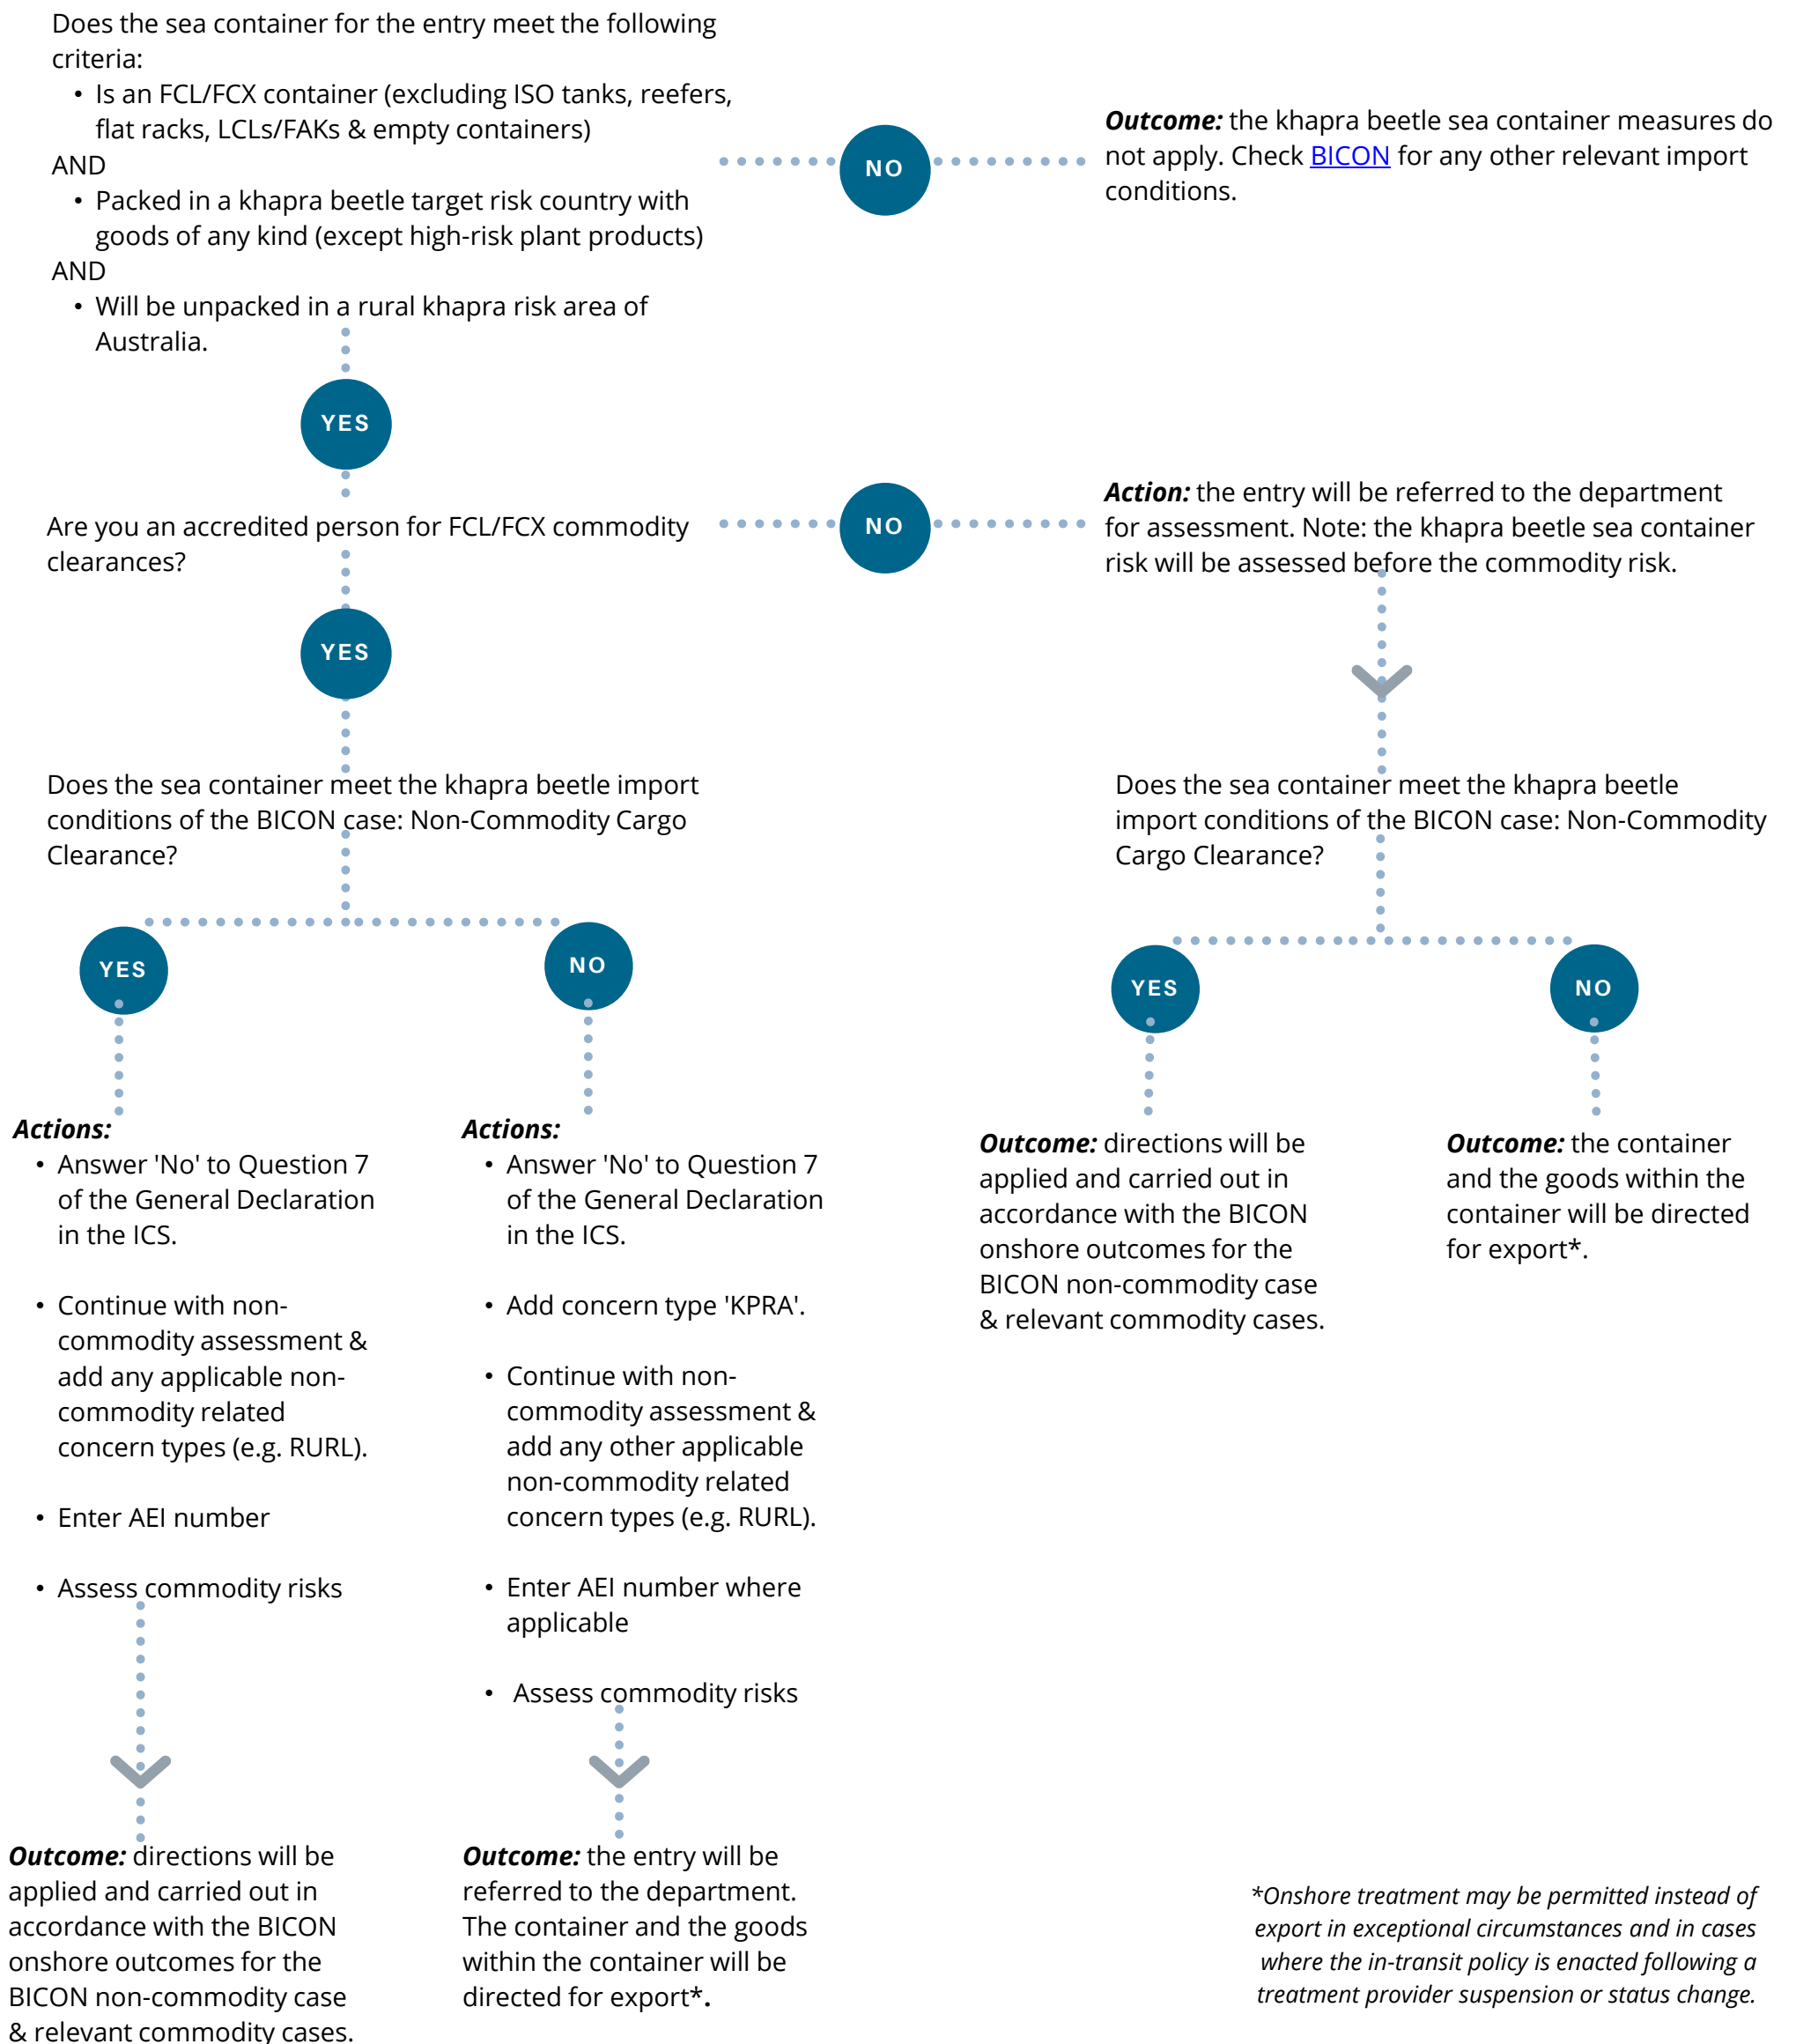 Does the sea container for the entry meet the following
criteria:
• Is an FCL/FCX container (excluding ISO tanks, reefers,
flat racks, LCLs/FAKs & empty containers)
AND
• Packed in a khapra beetle target risk country with
goods of any kind (except high-risk plant products)
AND
• Will be unpacked in a rural khapra risk area of
Australia.
NO
Outcome: the khapra beetle sea container measures do
not apply. Check BICON for any other relevant import
conditions.
YES
Are you an accredited person for FCL/FCX commodity
clearances?
NO
Action: the entry will be referred to the department
for assessment. Note: the khapra beetle sea container
risk will be assessed before the commodity risk.
YES
Does the sea container meet the khapra beetle import
conditions of the BICON case: Non-Commodity Cargo
Clearance?
Does the sea container meet the khapra beetle
import conditions of the BICON case: Non-Commodity
Cargo Clearance?
YES
NO
YES
NO
Actions:
• Answer 'No' to Question 7
of the General Declaration
in the ICS.
• Continue with non-
commodity assessment &
add any applicable non-
commodity related
concern types (e.g. RURL).
• Enter AEI number
• Assess commodity risks
Actions:
• Answer 'No' to Question 7
of the General Declaration
in the ICS.
• Add concern type 'KPRA'.
• Continue with non-
commodity assessment &
add any other applicable
non-commodity related
concern types (e.g. RURL).
• Enter AEI number where
applicable
• Assess commodity risks
Outcome: directions will be
applied and carried out in
accordance with the BICON
onshore outcomes for the
BICON non-commodity case
& relevant commodity cases.
Outcome: the container
and the goods within the
container will be directed
for export*.
Outcome: directions will be
applied and carried out in
accordance with the BICON
onshore outcomes for the
BICON non-commodity case
& relevant commodity cases.
Outcome: the entry will be
referred to the department.
The container and the goods
within the container will be
directed for export*.
*Onshore treatment may be permitted instead of
export in exceptional circumstances and in cases
where the in-transit policy is enacted following a
treatment provider suspension or status change.